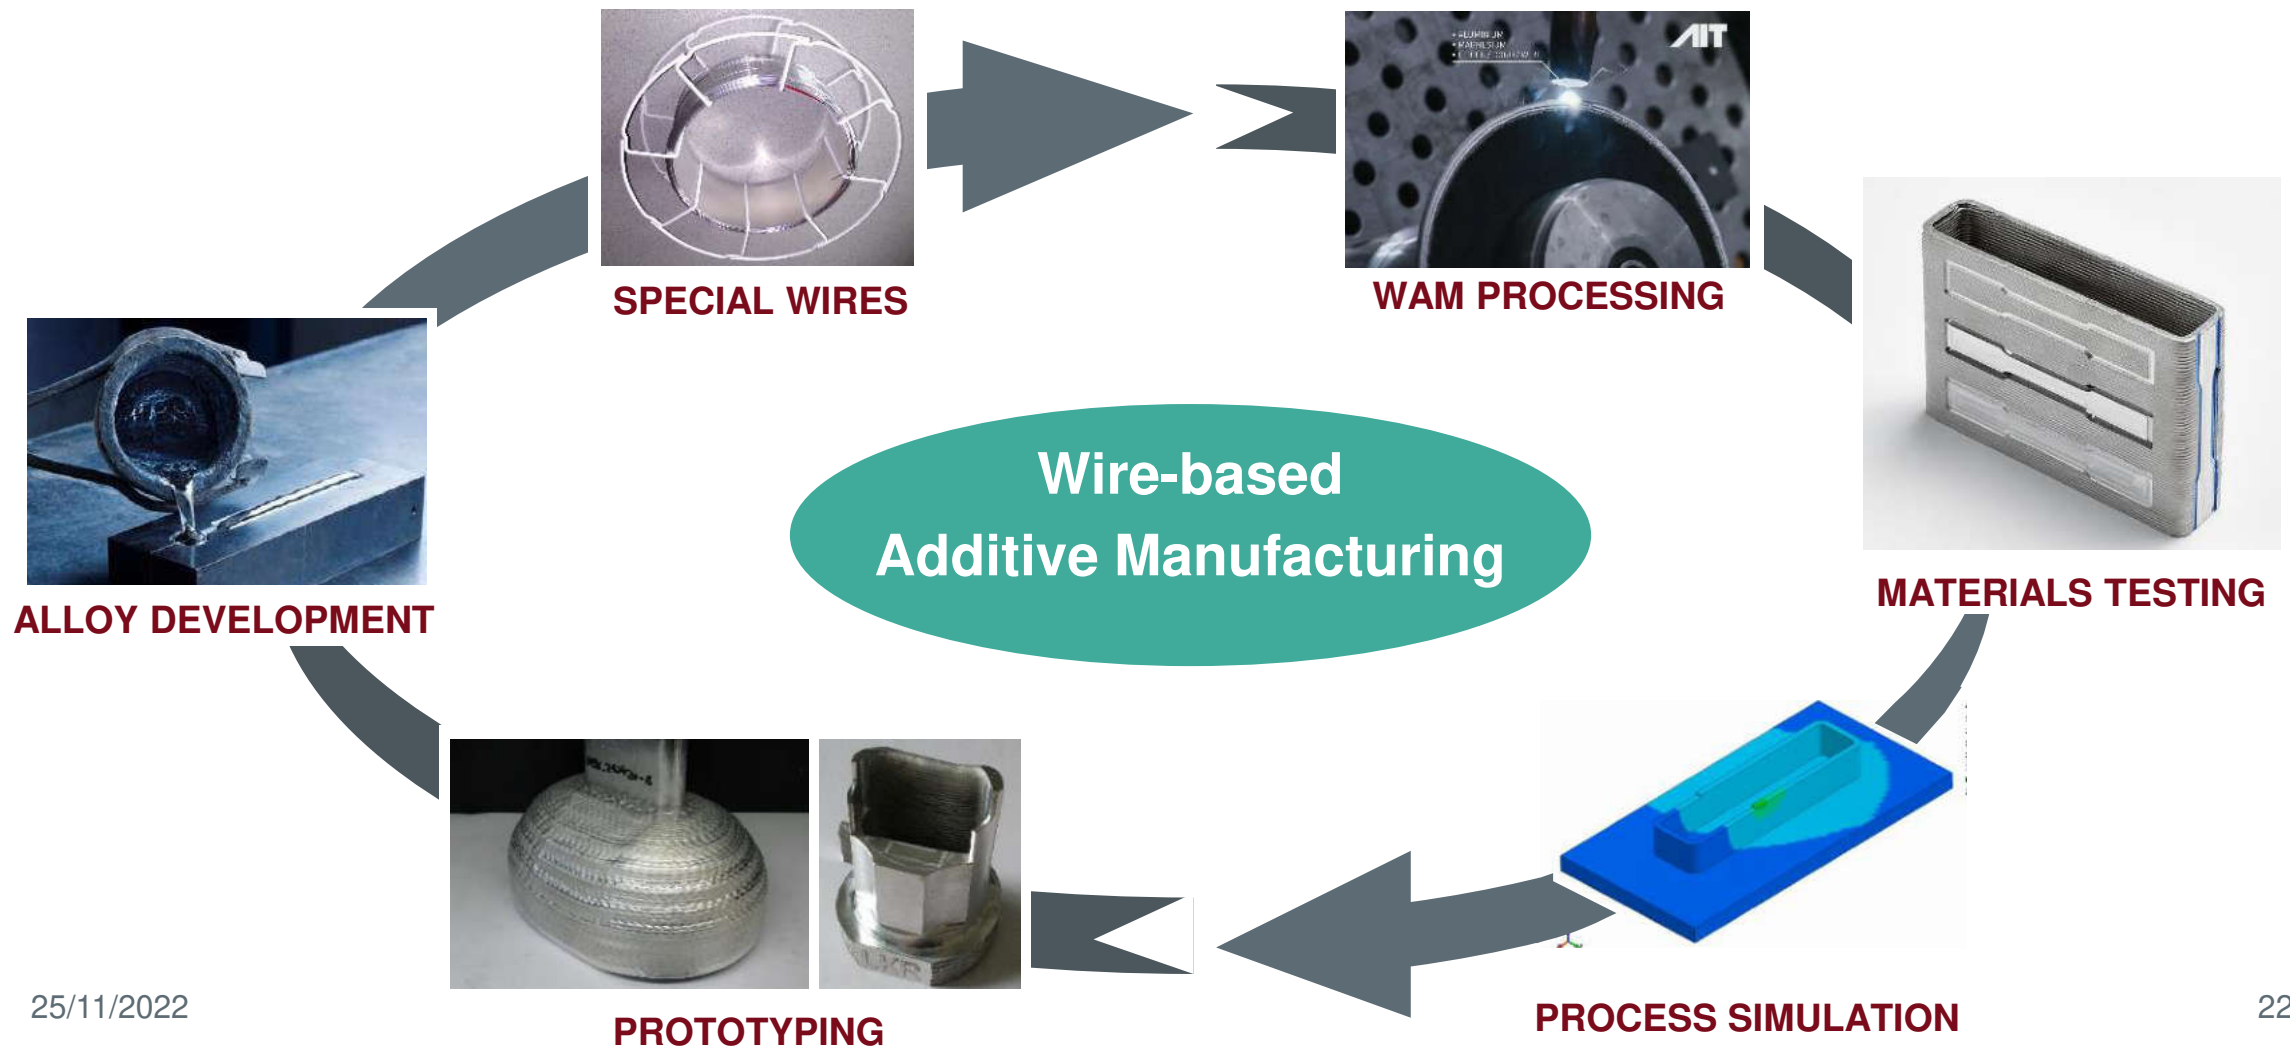 AIT
SPECIAL WIRES
WAM PROCESSING
Wire-based
Additive Manufacturing
ALLOY DEVELOPMENT
MATERIALS TESTING
LKR
25/11/2022
PROTOTYPING
PROCESS SIMULATION
22